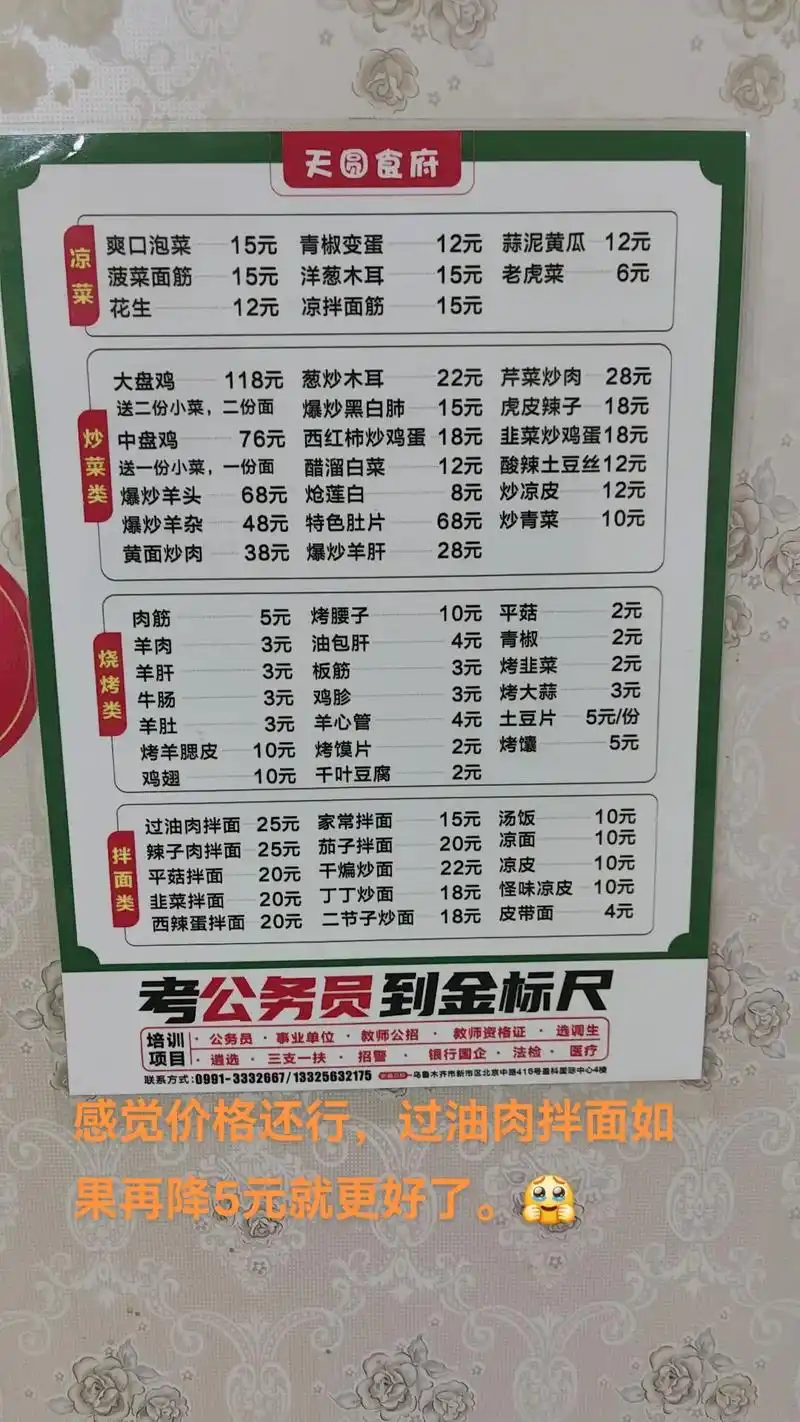 天圆食府
凉菜
爽口泡菜 15元 青椒变蛋 12元 蒜泥黄瓜 12元
菠菜面筋 15元 洋葱木耳 15元 老虎菜 6元
花生 12元 凉拌面筋 15元
炒菜类
大盘鸡 118元 葱炒木耳 22元 芹菜炒肉 28元
送二份小菜，二份面 爆炒黑白肺 15元 虎皮辣子 18元
中盘鸡 76元 西红柿炒鸡蛋 18元 韭菜炒鸡蛋 18元
送一份小菜，一份面 醋溜白菜 12元 酸辣土豆丝 12元
爆炒羊头 68元 炝莲白 8元 炒凉皮 12元
爆炒羊杂 48元 特色肚片 68元 炒青菜 10元
黄面炒肉 38元 爆炒羊肝 28元
烧烤类
肉筋 5元 烤腰子 10元 平菇 2元
羊肉 3元 油包肝 4元 青椒 2元
羊肝 3元 板筋 3元 烤韭菜 2元
牛肠 3元 鸡胗 3元 烤大蒜 3元
羊肚 3元 羊心管 4元 土豆片 5元/份
烤羊腮皮 10元 烤馍片 2元 烤馕 5元
鸡翅 10元 千叶豆腐 2元
拌面类
过油肉拌面 25元 家常拌面 15元 汤饭 10元
辣子肉拌面 25元 茄子拌面 20元 凉面 10元
平菇拌面 20元 干煸炒面 22元 凉皮 10元
韭菜拌面 20元 丁丁炒面 18元 怪味凉皮 10元
西辣蛋拌面 20元 二节子炒面 18元 皮带面 4元
考公务员到金标尺
培训项目
· 公务员 · 事业单位 · 教师公招 · 教师资格证 · 选调生
· 遴选 · 三支一扶 · 招警 · 银行国企 · 法检 · 医疗
联系方式:0991-3332667/13325632175 乌鲁木齐市新市区北京中路416号盈科国际中心4楼
感觉价格还行，过油肉拌面如
果再降5元就更好了。🥹